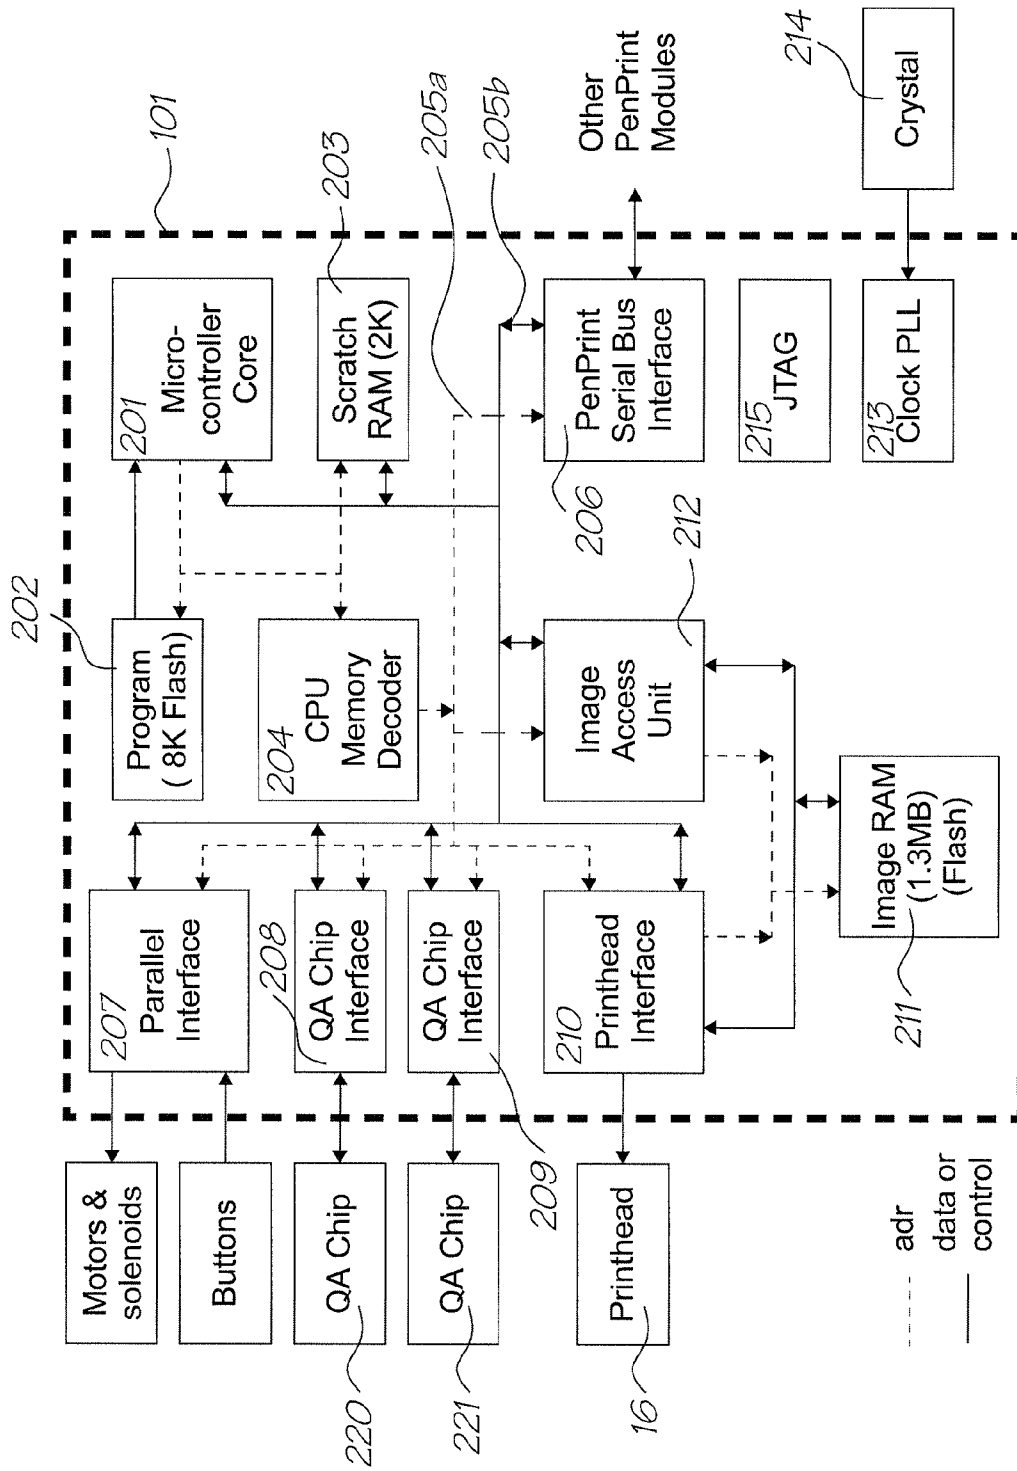 Motors &
solenoids
Buttons
QA Chip
220
QA Chip
221
Printhead
16
207
Parallel
Interface
208
QA Chip
Interface
QA Chip
Interface
209
210
Printhead
Interface
202
Program
( 8K Flash)
204
CPU
Memory
Decoder
Image
Access
Unit
212
Image RAM
(1.3MB)
(Flash)
211
101
201
Micro-
controller
Core
203
Scratch
RAM (2K)
205a
205b
PenPrint
Serial Bus
Interface
206
Other
PenPrint
Modules
215
JTAG
213
Clock PLL
214
Crystal
adr
data or
control